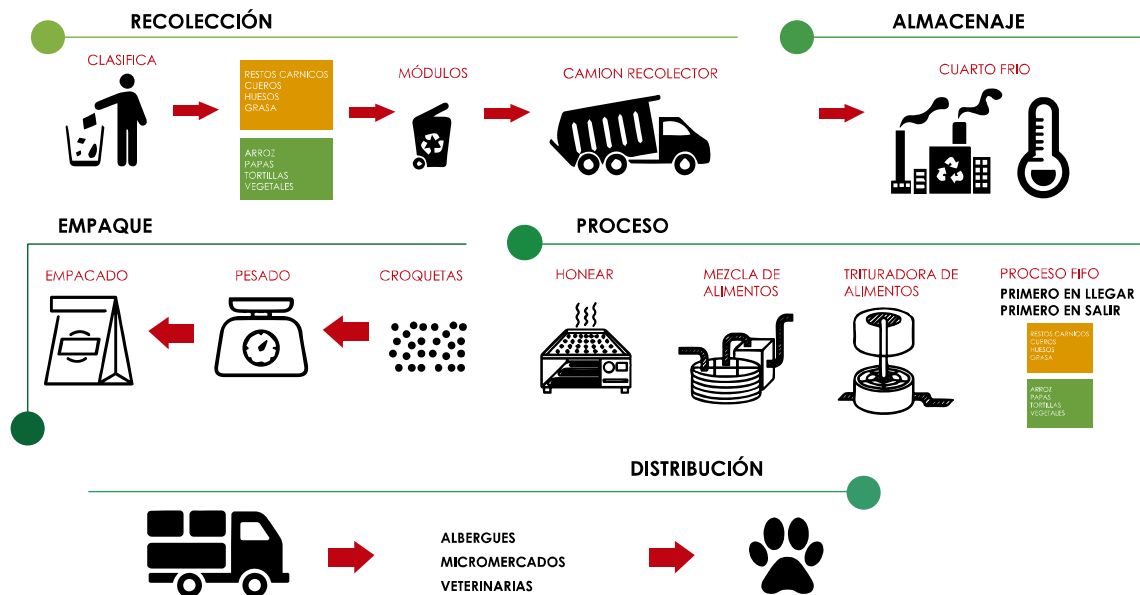 RECOLECCIÓN
CLASIFICA
RESTOS CARNICOS
CUEROS
HUESOS
GRASA
ARROZ
PAPAS
TORTILLAS
VEGETALES
MÓDULOS
CAMION RECOLECTOR
ALMACENAJE
CUARTO FRIO
EMPAQUE
EMPACADO
PESADO
CROQUETAS
PROCESO
HONEAR
MEZCLA DE
ALIMENTOS
TRITURADORA DE
ALIMENTOS
PROCESO FIFO
PRIMERO EN LLEGAR
PRIMERO EN SALIR
RESTOS CARNICOS
CUEROS
HUESOS
GRASA
ARROZ
PAPAS
TORTILLAS
VEGETALES
DISTRIBUCIÓN
ALBERGUES
MICROMERCADOS
VETERINARIAS